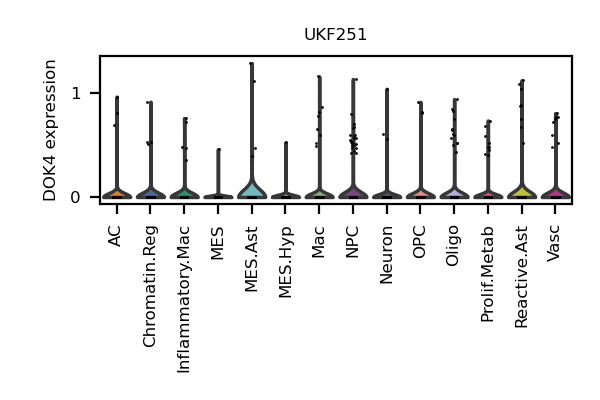 UKF251
DOK4 expression
1
0
AC
Chromatin.Reg
Inflammatory.Mac
MES
MES.Ast
MES.Hyp
Mac
NPC
Neuron
OPC
Oligo
Prolif.Metab
Reactive.Ast
Vasc